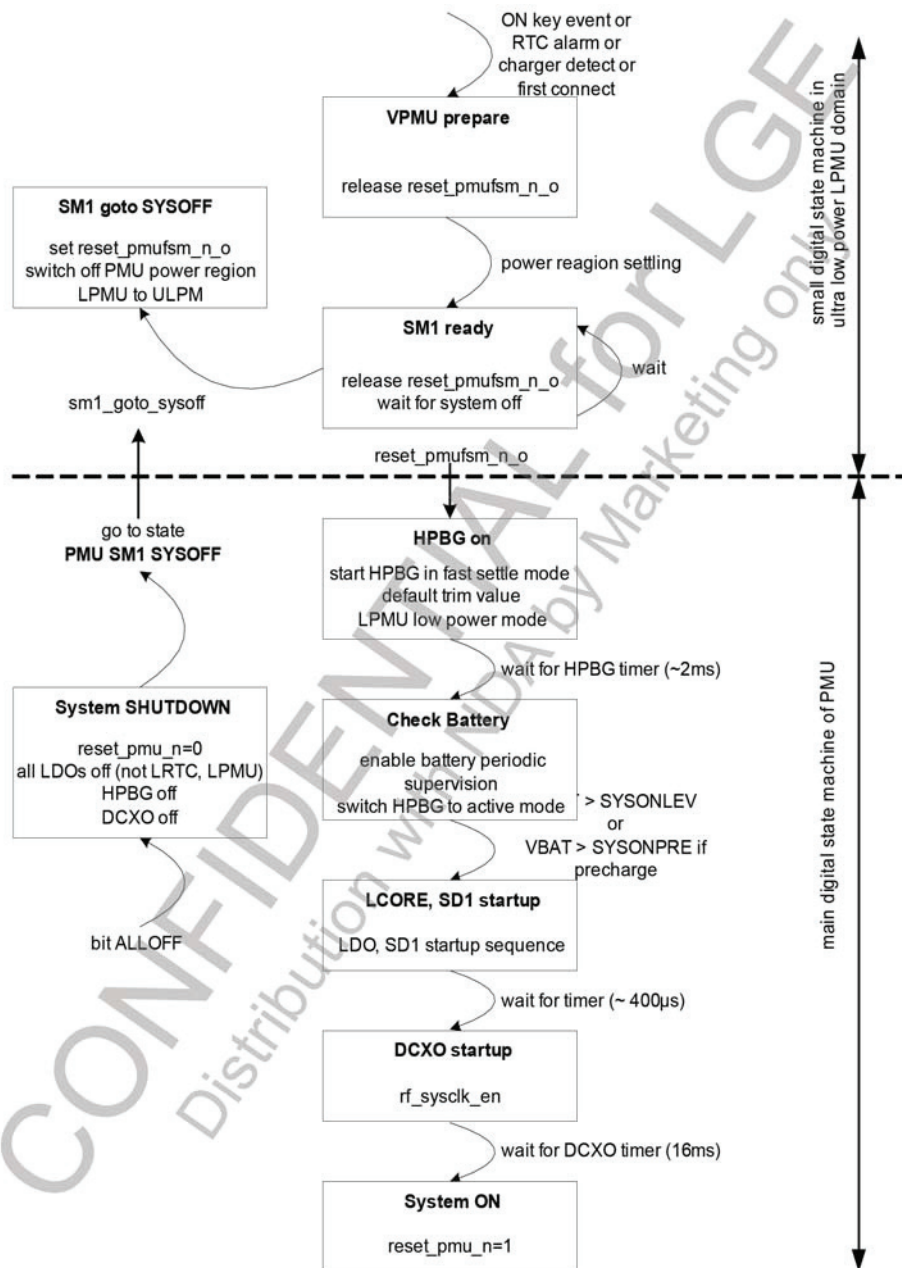 ON key event or
RTC alarm or
charger detect or
first connect
VPMU prepare
release reset_pmufsm_n_o
SM1 goto SYSOFF
set reset_pmufsm_n_o
switch off PMU power region
LPMU to ULPM
power reagion settling
SM1 ready
release reset_pmufsm_n_o
wait for system off
wait
sm1_goto_sysoff
reset_pmufsm_n_o
small digital state machine in
ultra low power LPMU domain
go to state
PMU SM1 SYSOFF
HPBG on
start HPBG in fast settle mode
default trim value
LPMU low power mode
wait for HPBG timer (~2ms)
System SHUTDOWN
reset_pmu_n=0
all LDOs off (not LRTC, LPMU)
HPBG off
DCXO off
Check Battery
enable battery periodic
supervision
switch HPBG to active mode
> SYSONLEV
or
VBAT > SYSONPRE if
precharge
bit ALLOFF
LCORE, SD1 startup
LDO, SD1 startup sequence
wait for timer (~ 400µs)
DCXO startup
rf_sysclk_en
wait for DCXO timer (16ms)
System ON
reset_pmu_n=1
main digital state machine of PMU
CONFIDENTIAL for LGE
Distribution with NDA by Marketing only